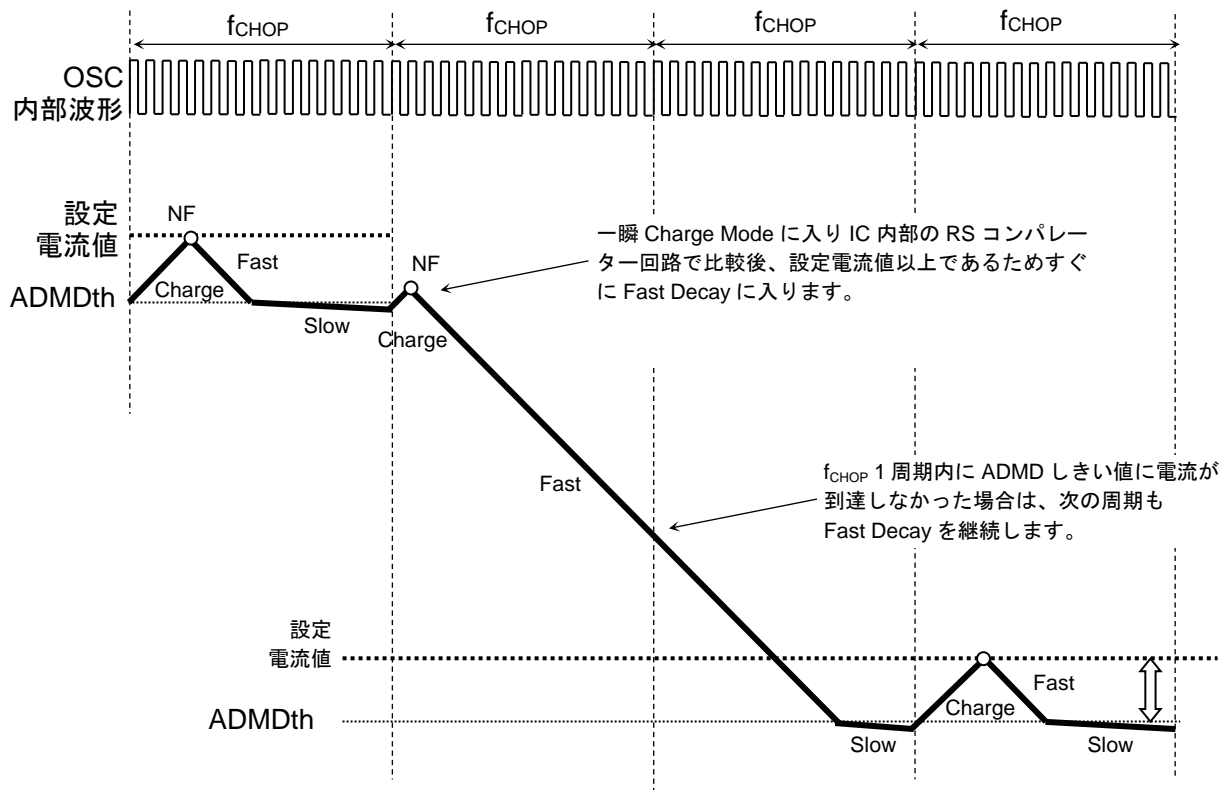 fCHOP fCHOP fCHOP fCHOP
OSC
内部波形
設定
電流値
NF
Fast
ADMDth
Charge
Slow
NF
Charge
一瞬 Charge Mode に入り IC 内部の RS コンパレー
ター回路で比較後、設定電流値以上であるためすぐ
に Fast Decay に入ります。
Fast
fCHOP 1 周期内に ADMD しきい値に電流が
到達しなかった場合は、次の周期も
Fast Decay を継続します。
設定
電流値
ADMDth
Slow
Charge
Fast
Slow